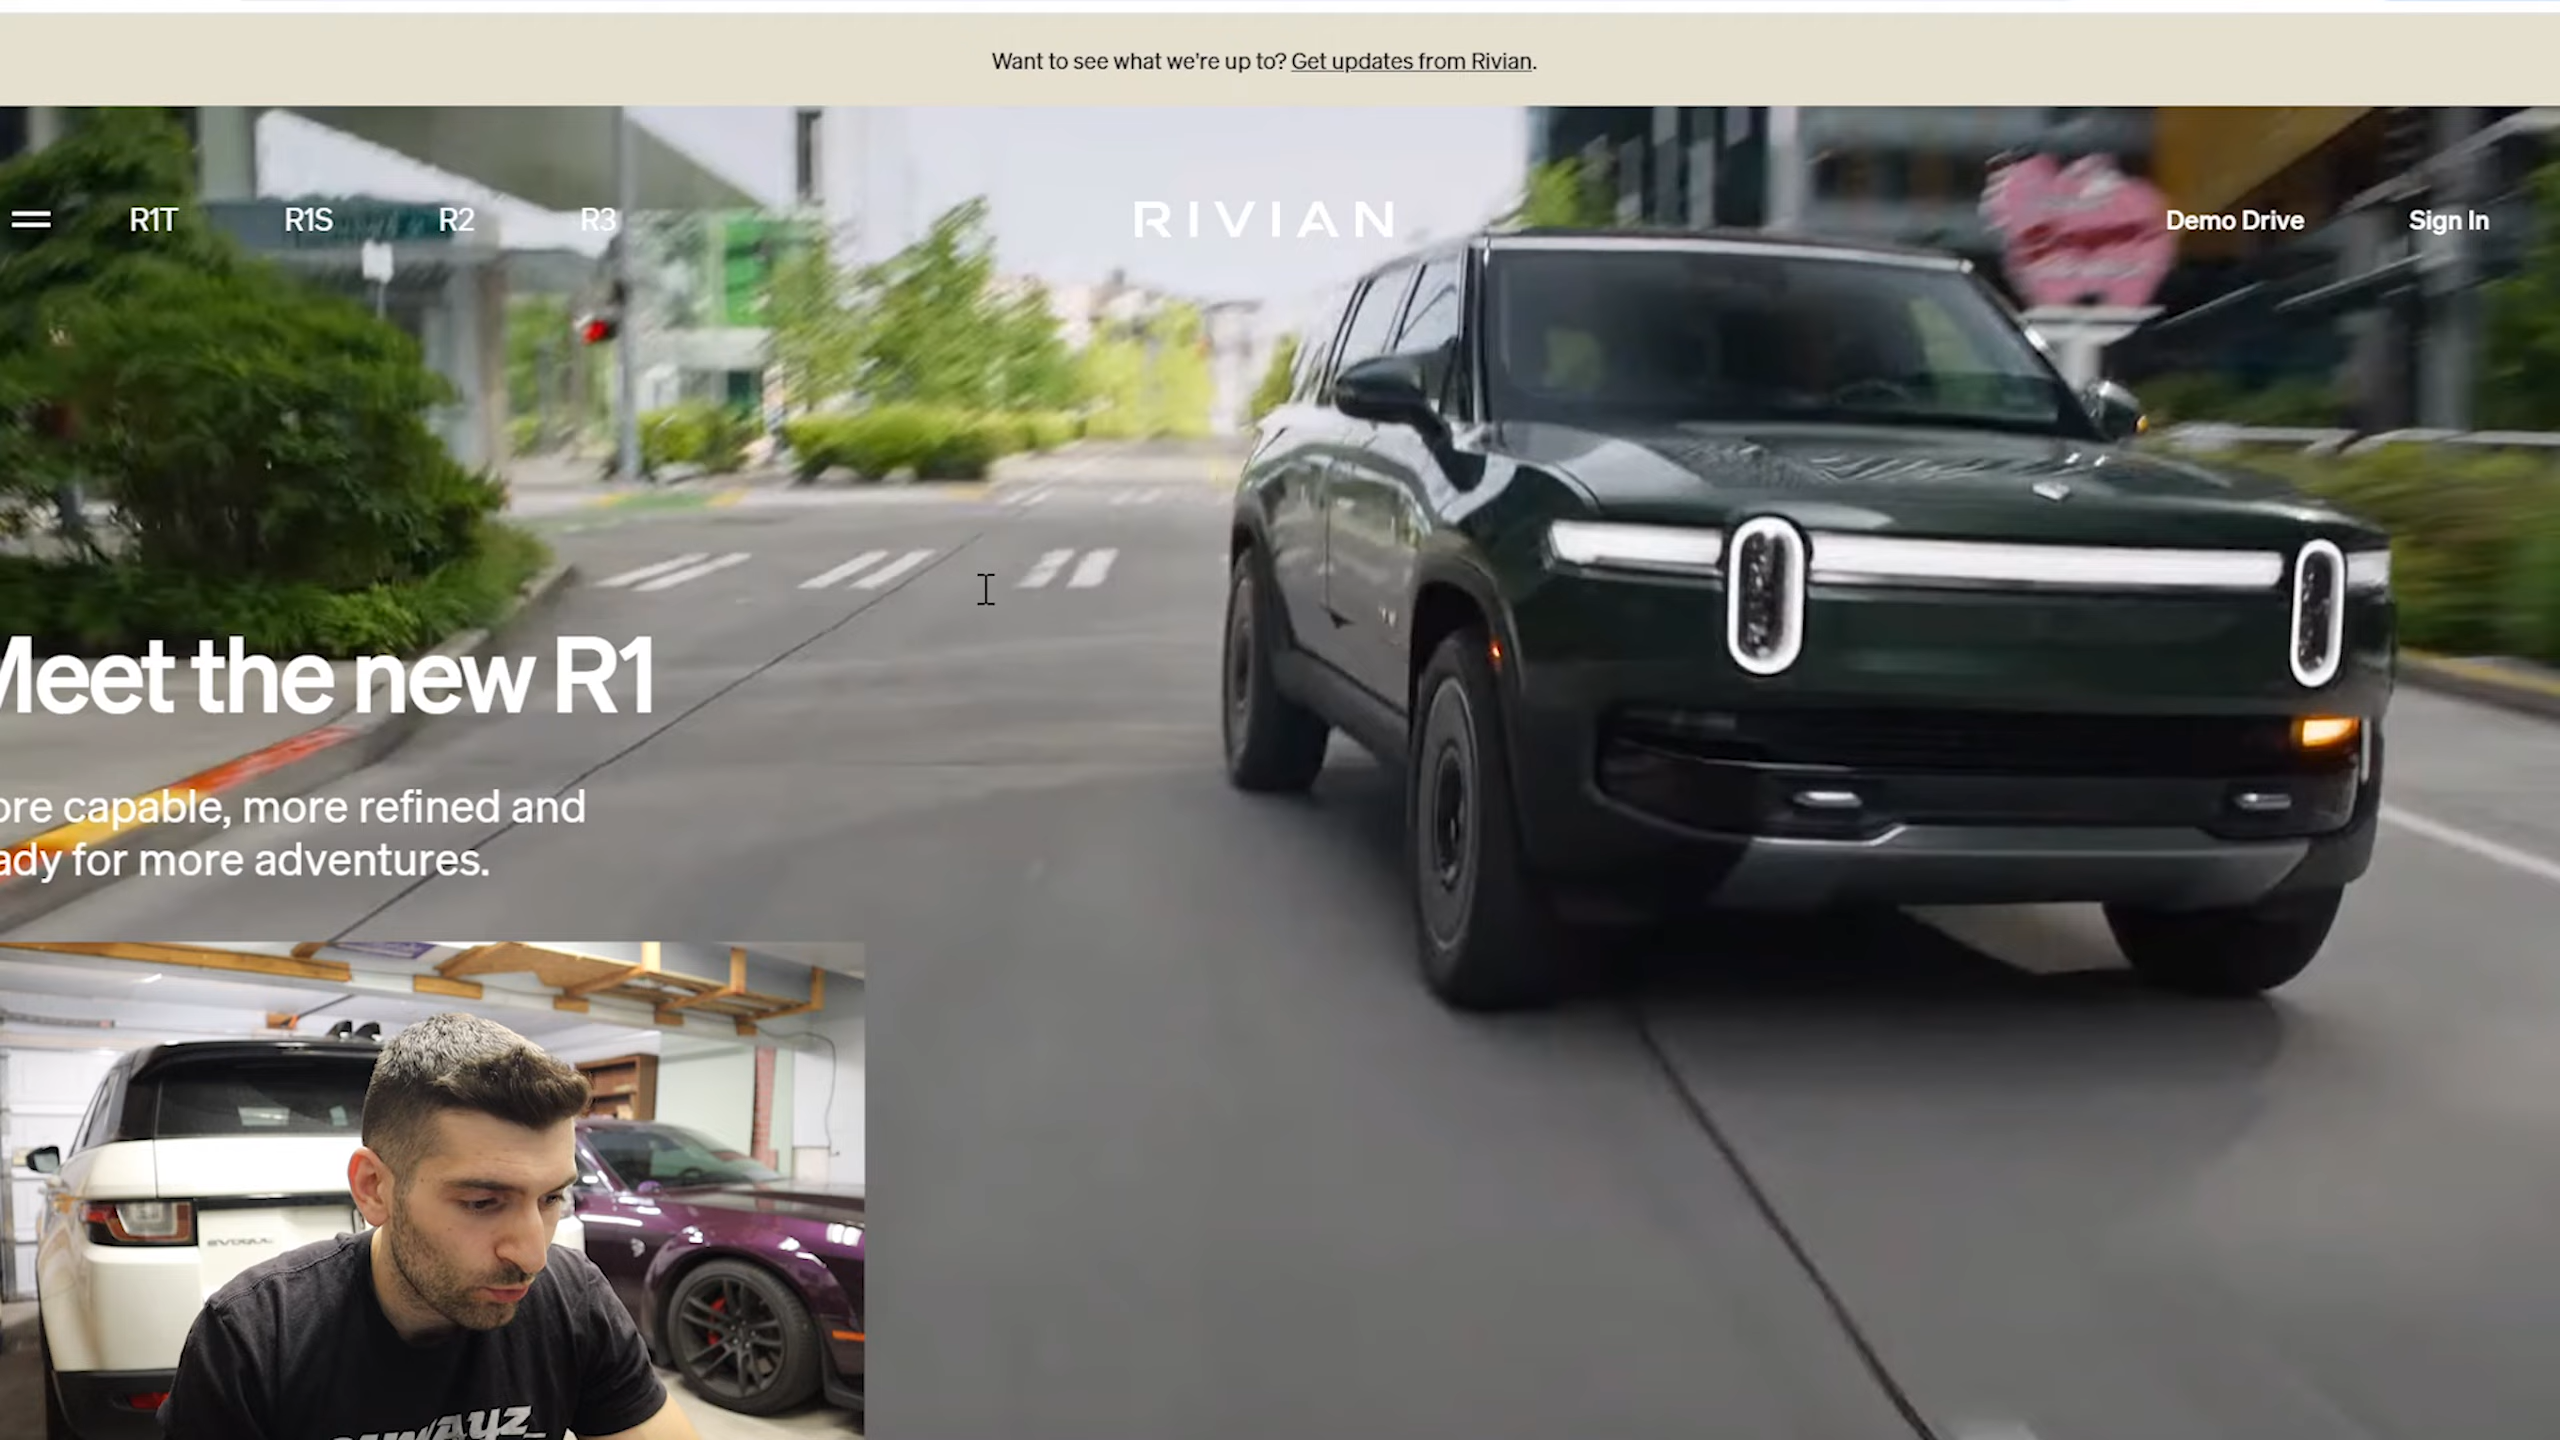 Want to see what we're up to? Get updates from Rivian.
R1T R1S R2 R3 RIVIAN Demo Drive Sign In
Meet the new R1
ore capable, more refined and
ady for more adventures.
EVOQUE